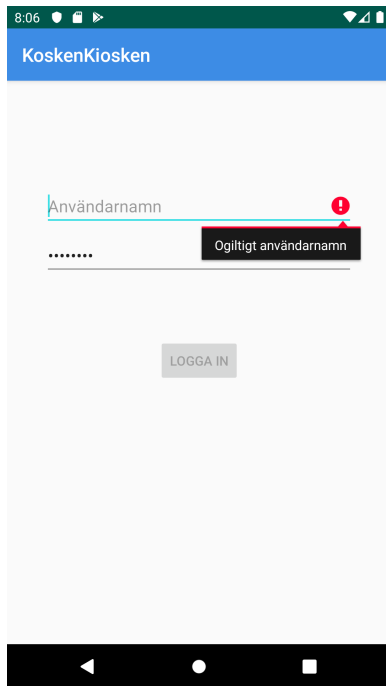 8:06
KoskenKiosken
Användarnamn
Ogiltigt användarnamn
••••••••
LOGGA IN